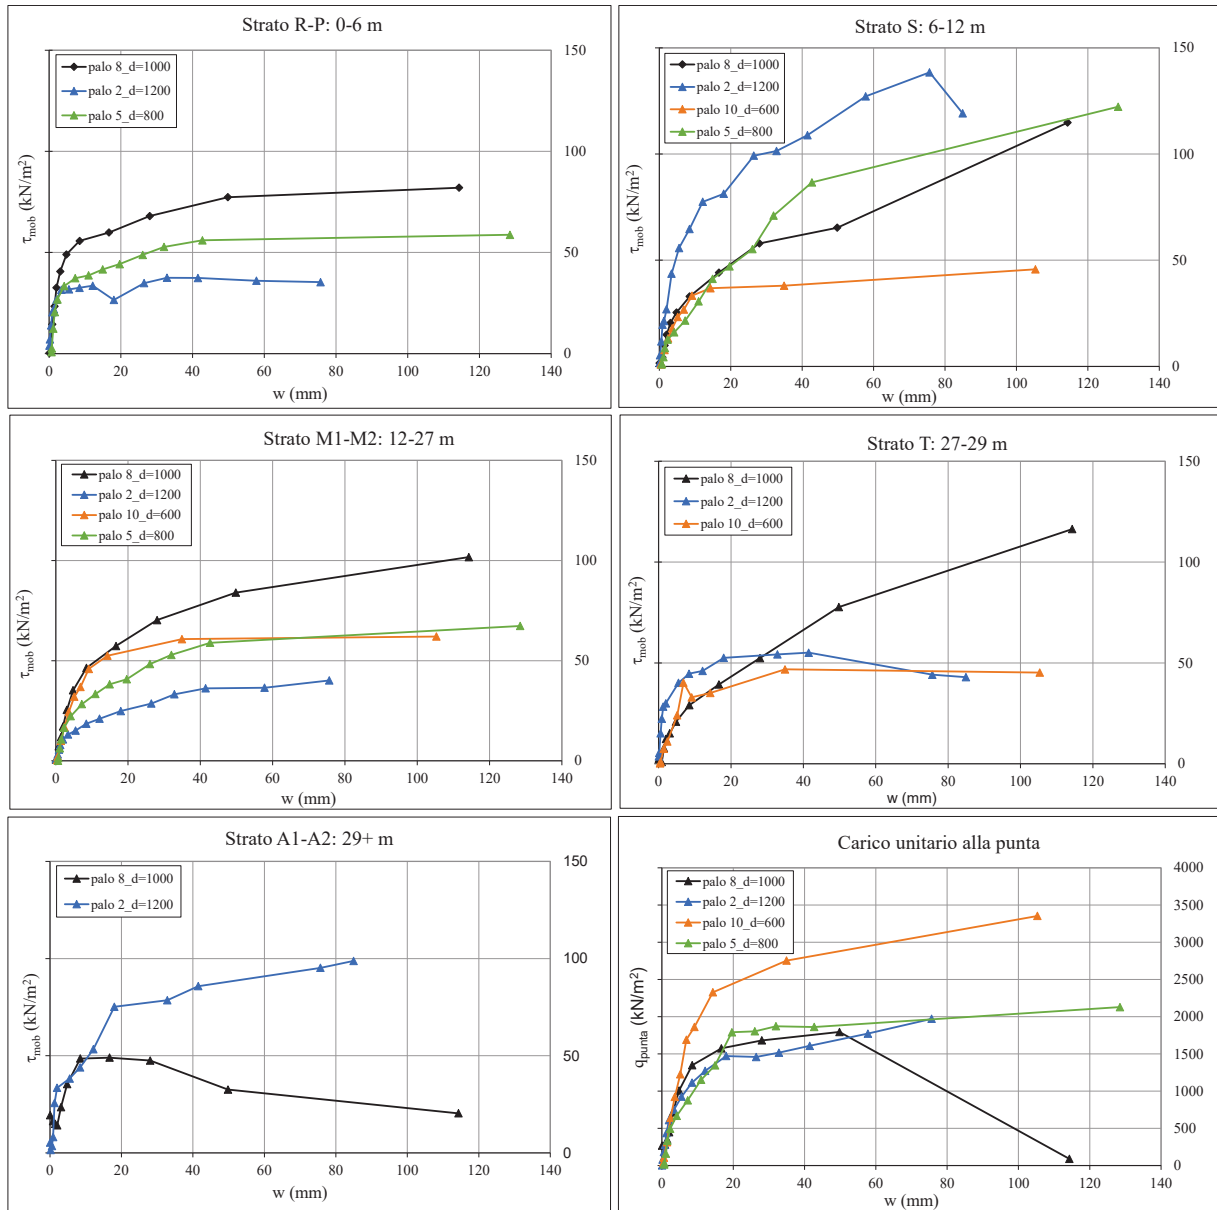 Strato R-P: 0-6 m
palo 8_d=1000
palo 2_d=1200
palo 5_d=800
τmob (kN/m²)
150
100
50
0
0 20 40 60 80 100 120 140
w (mm)
Strato S: 6-12 m
palo 8_d=1000
palo 2_d=1200
palo 10_d=600
palo 5_d=800
τmob (kN/m²)
150
100
50
0
0 20 40 60 80 100 120 140
w (mm)
Strato M1-M2: 12-27 m
palo 8_d=1000
palo 2_d=1200
palo 10_d=600
palo 5_d=800
τmob (kN/m²)
150
100
50
0
0 20 40 60 80 100 120 140
w (mm)
Strato T: 27-29 m
palo 8_d=1000
palo 2_d=1200
palo 10_d=600
τmob (kN/m²)
150
100
50
0
0 20 40 60 80 100 120 140
w (mm)
Strato A1-A2: 29+ m
palo 8_d=1000
palo 2_d=1200
τmob (kN/m²)
150
100
50
0
0 20 40 60 80 100 120 140
w (mm)
Carico unitario alla punta
palo 8_d=1000
palo 2_d=1200
palo 10_d=600
palo 5_d=800
qpunta (kN/m²)
4000
3500
3000
2500
2000
1500
1000
500
0
0 20 40 60 80 100 120 140
w (mm)